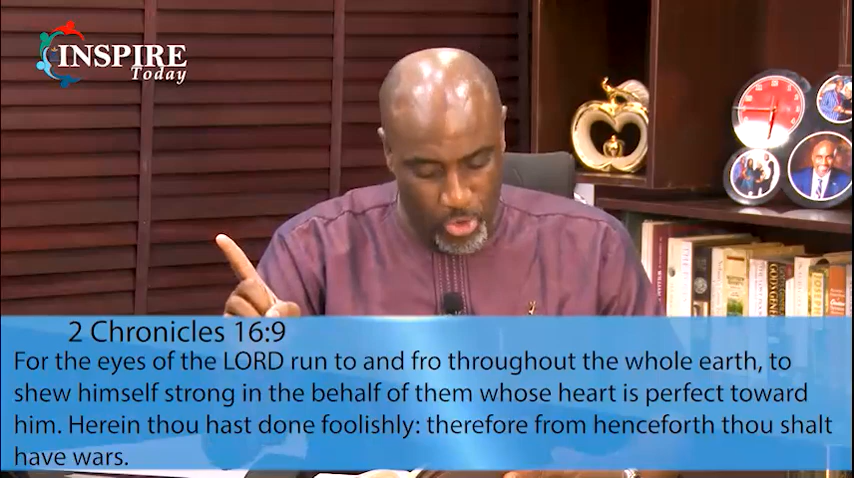 INSPIRE
Today
2 Chronicles 16:9
For the eyes of the LORD run to and fro throughout the whole earth, to
shew himself strong in the behalf of them whose heart is perfect toward
him. Herein thou hast done foolishly: therefore from henceforth thou shalt
have wars.